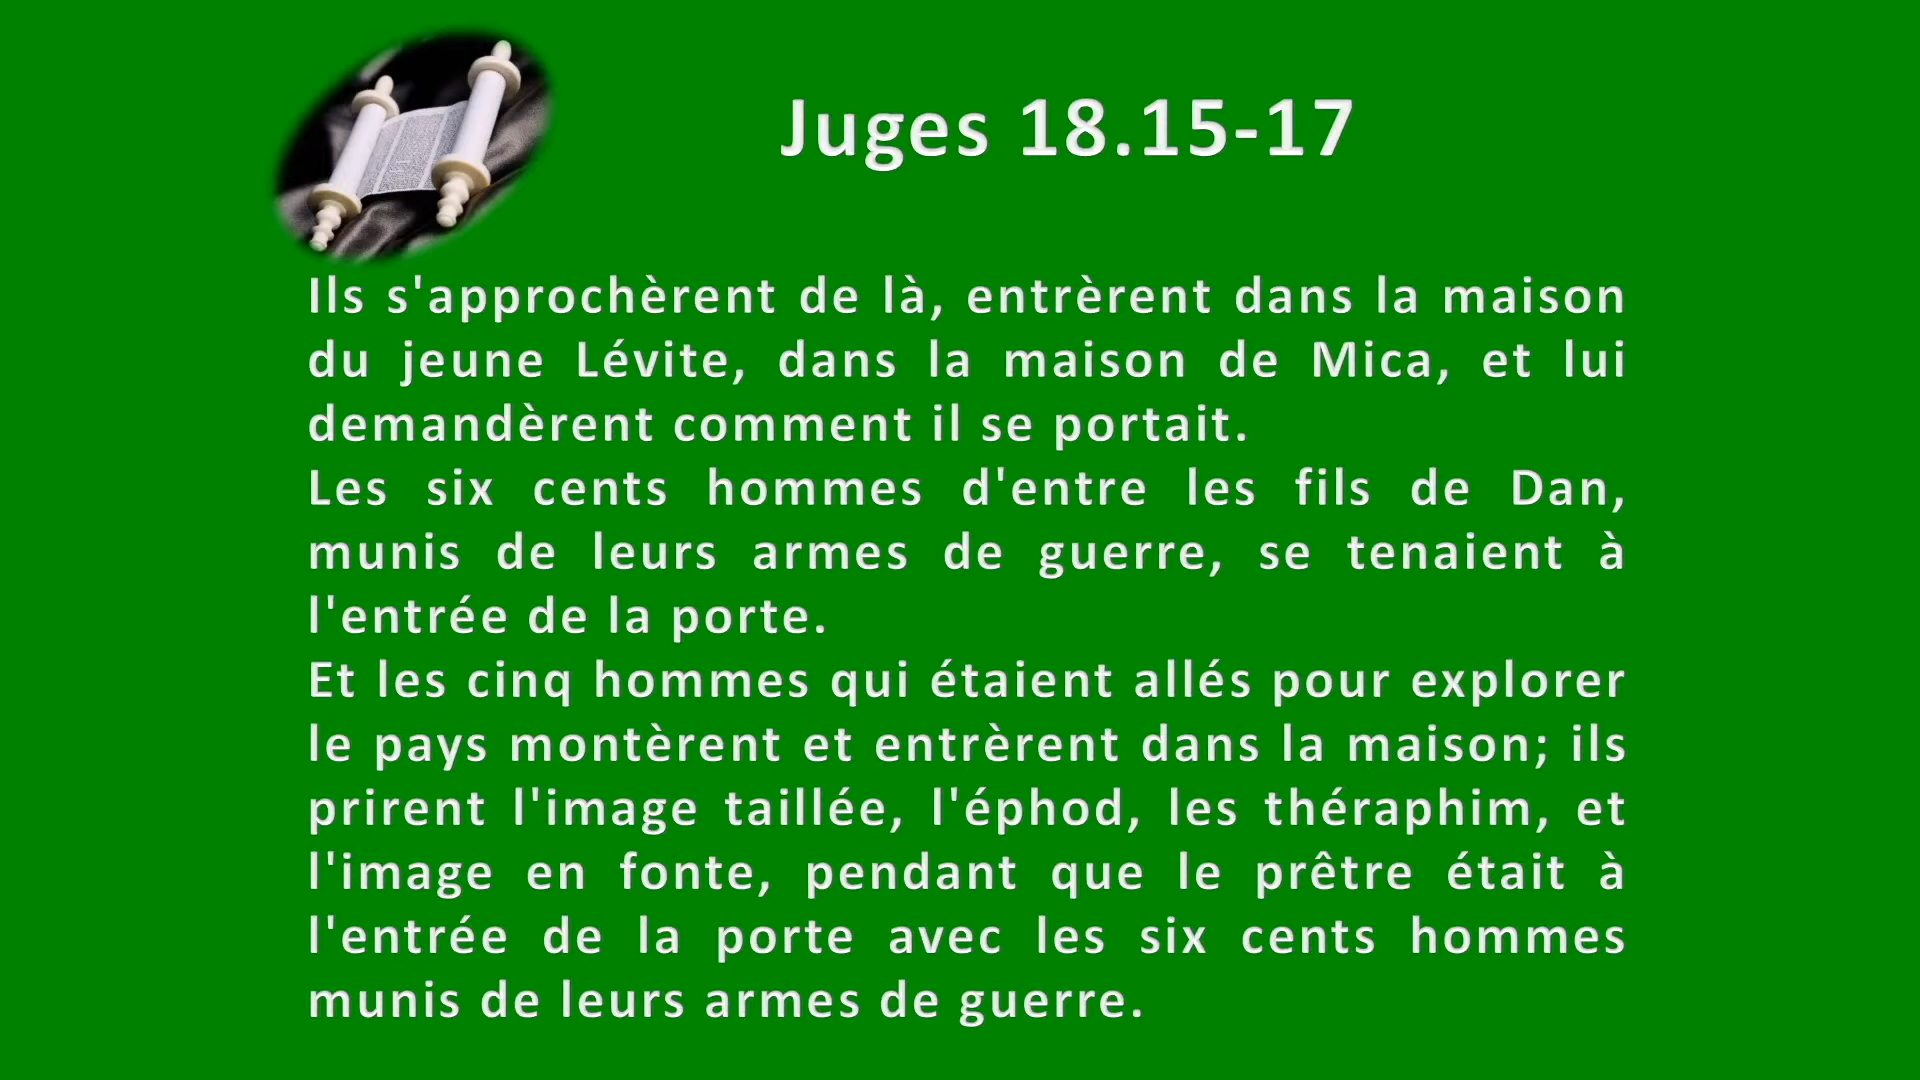 Juges 18.15-17
Ils s'approchèrent de là, entrèrent dans la maison
du jeune Lévite, dans la maison de Mica, et lui
demandèrent comment il se portait.
Les six cents hommes d'entre les fils de Dan,
munis de leurs armes de guerre, se tenaient à
l'entrée de la porte.
Et les cinq hommes qui étaient allés pour explorer
le pays montèrent et entrèrent dans la maison; ils
prirent l'image taillée, l'éphod, les théraphim, et
l'image en fonte, pendant que le prêtre était à
l'entrée de la porte avec les six cents hommes
munis de leurs armes de guerre.